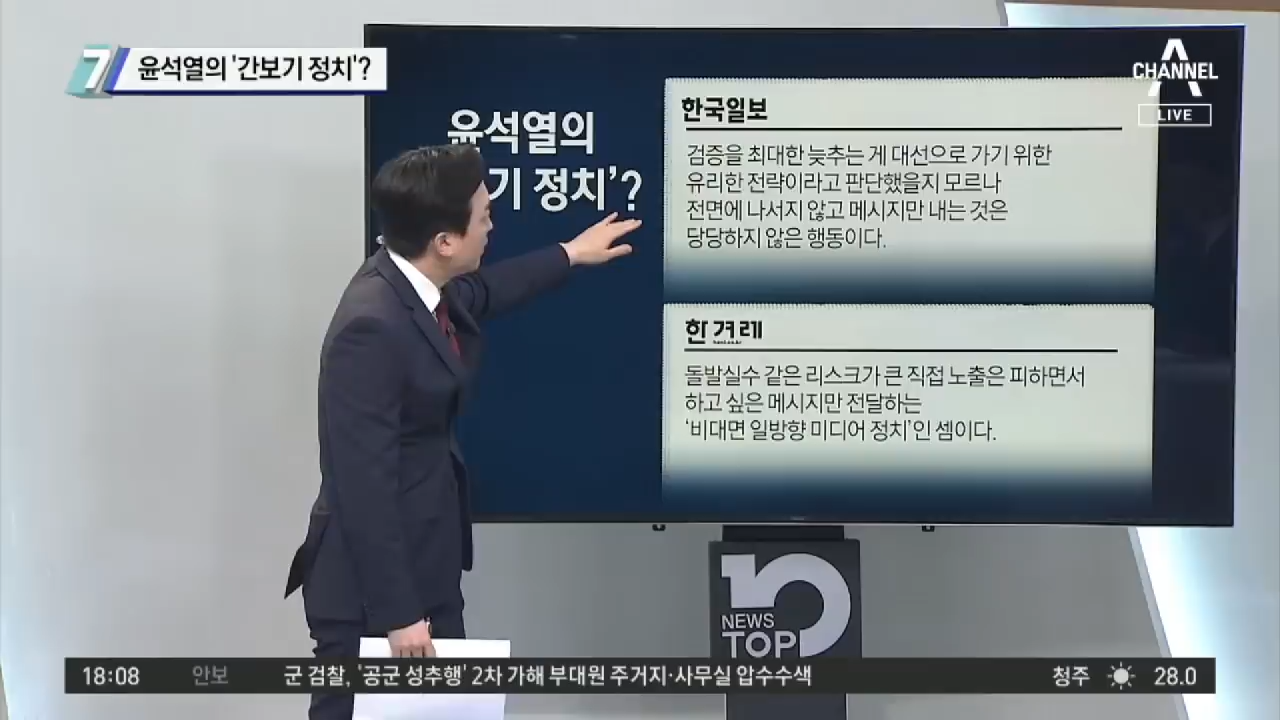 7 윤석열의 '간보기 정치'?
CHANNEL A
LIVE
윤석열의
기 정치'?
한국일보
검증을 최대한 늦추는 게 대선으로 가기 위한
유리한 전략이라고 판단했을지 모르나
전면에 나서지 않고 메시지만 내는 것은
당당하지 않은 행동이다.
한겨레
돌발실수 같은 리스크가 큰 직접 노출은 피하면서
하고 싶은 메시지만 전달하는
'비대면 일방향 미디어 정치'인 셈이다.
NEWS
TOP 10
18:08 안보 군 검찰, '공군 성추행' 2차 가해 부대원 주거지·사무실 압수수색 청주 28.0